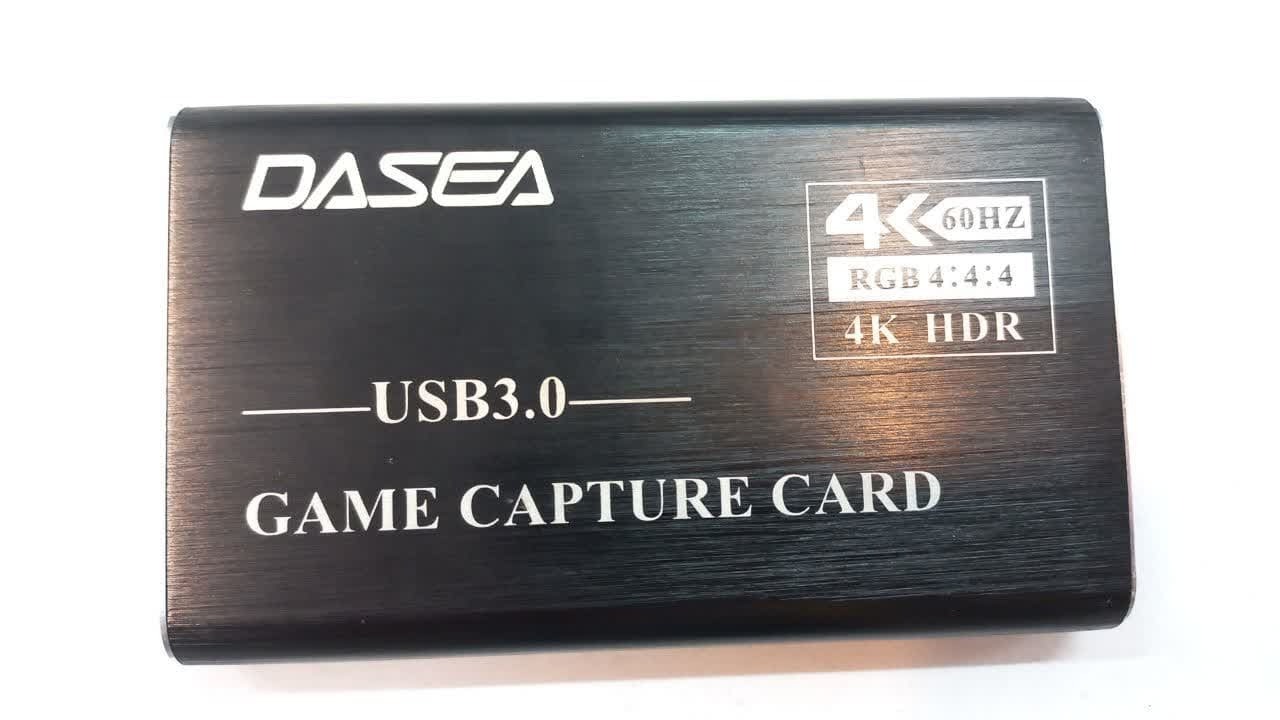 DASEA
4K 60HZ
RGB 4:4:4
4K HDR
USB3.0
GAME CAPTURE CARD